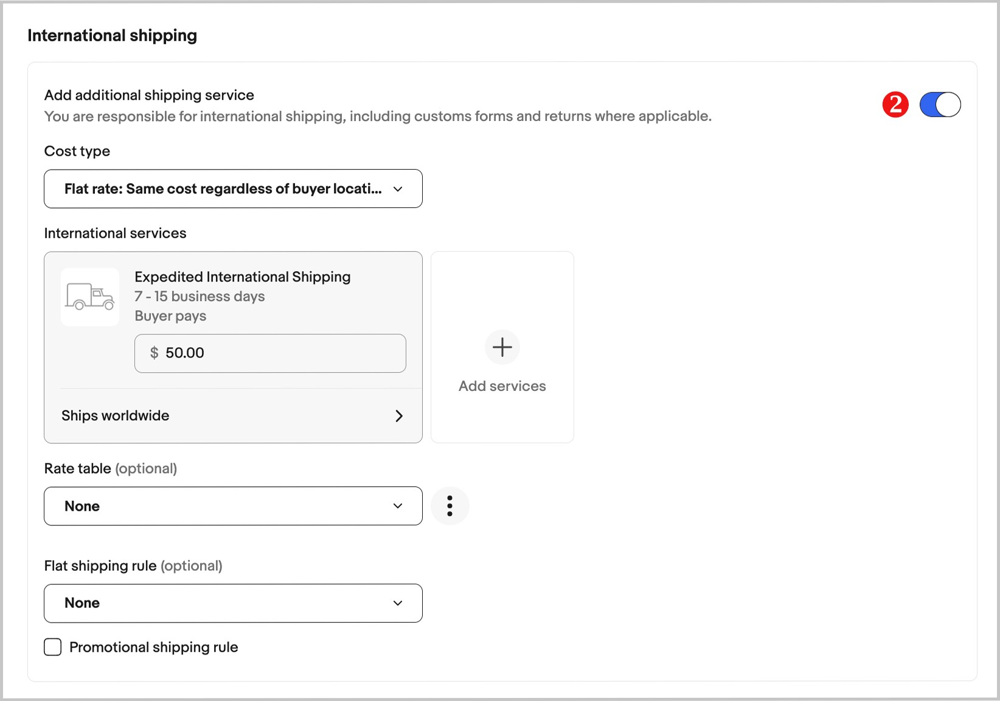 International shipping
Add additional shipping service
2
You are responsible for international shipping, including customs forms and returns where applicable.
Cost type
Flat rate: Same cost regardless of buyer locati...
International services
Expedited International Shipping
7 - 15 business days
Buyer pays
$ 50.00
Add services
Ships worldwide
Rate table (optional)
None
Flat shipping rule (optional)
None
Promotional shipping rule